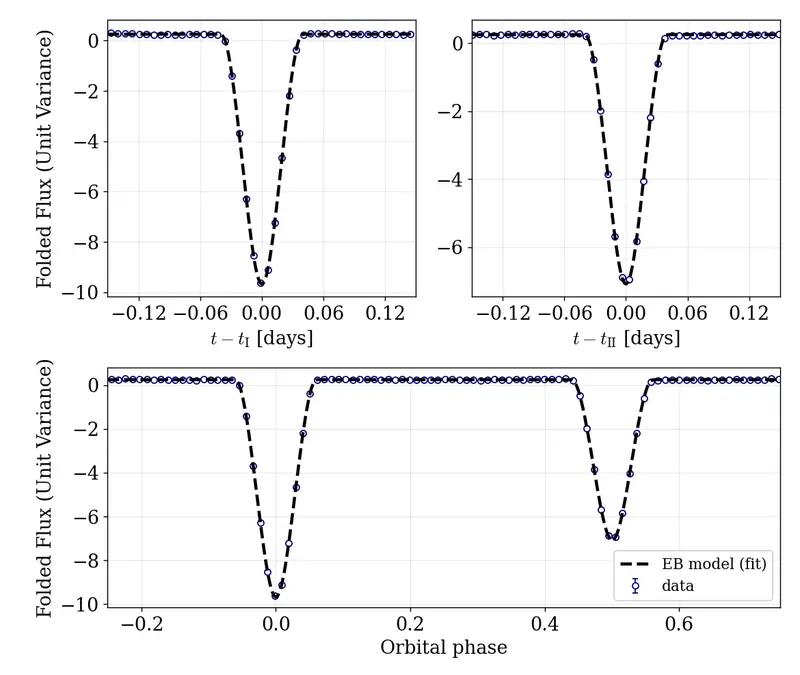 Folded Flux (Unit Variance)
0
−2
−4
−6
−8
−10
−0.12 −0.06 0.00 0.06 0.12
t − tI [days]
0
−2
−4
−6
−0.12 −0.06 0.00 0.06 0.12
t − tII [days]
Folded Flux (Unit Variance)
0
−2
−4
−6
−8
−10
−0.2 0.0 0.2 0.4 0.6
Orbital phase
EB model (fit)
data